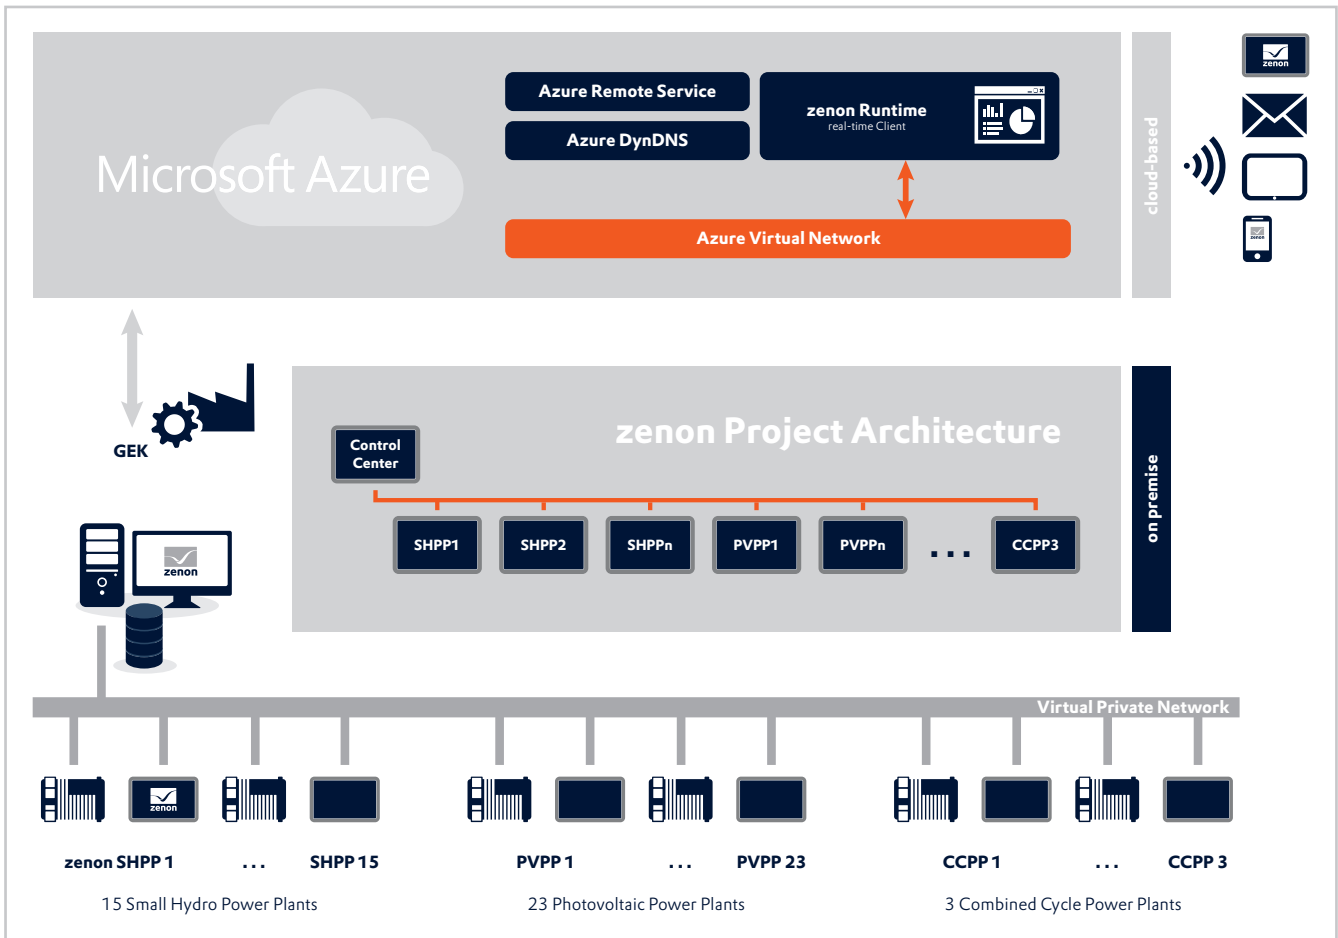 Microsoft Azure
Azure Remote Service
Azure DynDNS
zenon Runtime
real-time Client
Azure Virtual Network
cloud-based
zenon
zenon
GEK
zenon Project Architecture
Control
Center
SHPP1
SHPP2
SHPPn
PVPP1
PVPPn
...
CCPP3
on premise
zenon
Virtual Private Network
zenon
zenon SHPP 1
...
SHPP 15
PVPP 1
...
PVPP 23
CCPP 1
...
CCPP 3
15 Small Hydro Power Plants
23 Photovoltaic Power Plants
3 Combined Cycle Power Plants